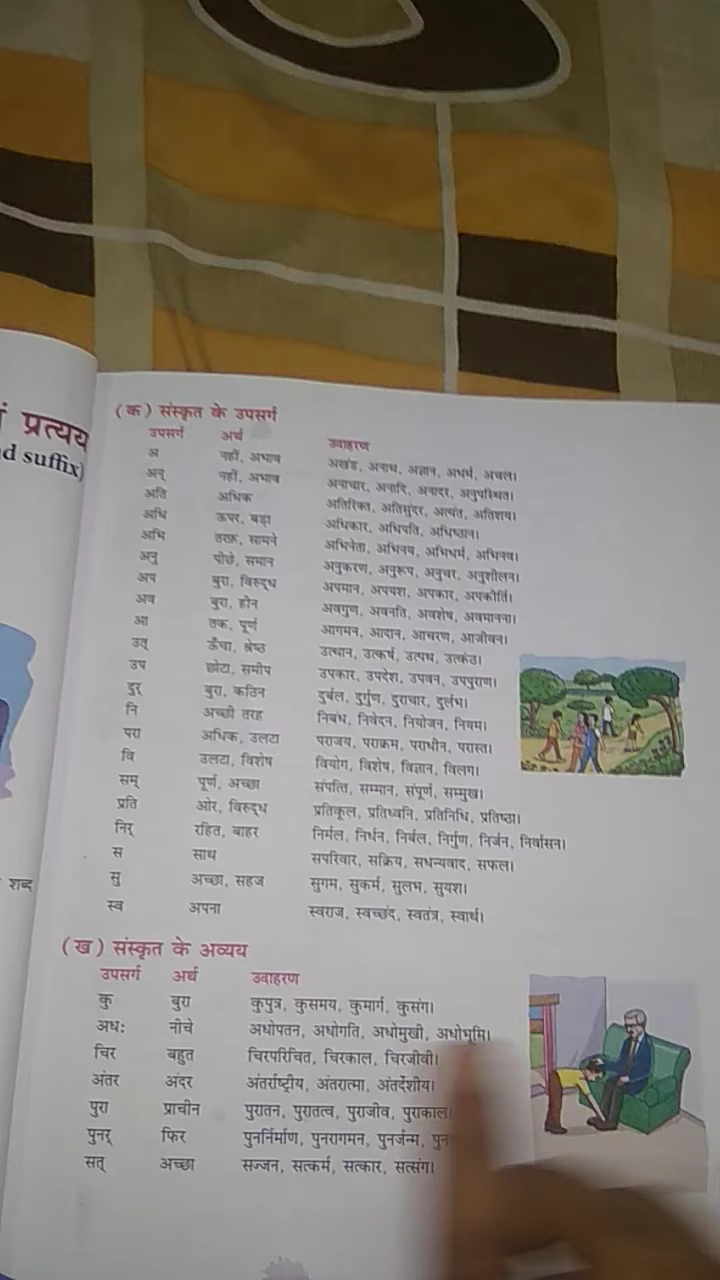 प्रत्यय
d suffix)
शब्द
(क) संस्कृत के उपसर्ग
उपसर्ग अर्थ उदाहरण
अ नहीं, अभाव अखंड, अनाथ, अज्ञान, अधर्म, अचल।
अन् नहीं, अभाव अनाचार, अनादि, अनादर, अनुपस्थित।
अति अधिक अतिरिक्त, अतिसुंदर, अत्यंत, अतिशय।
अधि ऊपर, बड़ा अधिकार, अधिपति, अधिष्ठान।
अभि तरफ़, सामने अभिनेता, अभिनय, अभिधर्म, अभिनव।
अनु पीछे, समान अनुकरण, अनुरूप, अनुचर, अनुशीलन।
अप बुरा, विरुद्ध अपमान, अपयश, अपकार, अपकीर्ति।
अव बुरा, हीन अवगुण, अवनति, अवशेष, अवमानना।
आ तक, पूर्ण आगमन, आदान, आचरण, आजीवन।
उत् ऊँचा, श्रेष्ठ उत्थान, उत्कर्ष, उत्पथ, उत्कंठ।
उप छोटा, समीप उपकार, उपदेश, उपवन, उपपुराण।
दुर् बुरा, कठिन दुर्बल, दुर्गुण, दुराचार, दुर्लभ।
नि अच्छी तरह निबंध, निवेदन, नियोजन, नियम।
परा अधिक, उलटा पराजय, पराक्रम, पराधीन, परास्त।
वि उलटा, विशेष वियोग, विशेष, विज्ञान, विलग।
सम् पूर्ण, अच्छा संपत्ति, सम्मान, संपूर्ण, सम्मुख।
प्रति ओर, विरुद्ध प्रतिकूल, प्रतिध्वनि, प्रतिनिधि, प्रतिष्ठा।
निर् रहित, बाहर निर्मल, निर्धन, निर्बल, निर्गुण, निर्जन, निर्वासन।
स साथ सपरिवार, सक्रिय, सधन्यवाद, सफल।
सु अच्छा, सहज सुगम, सुकर्म, सुलभ, सुयश।
स्व अपना स्वराज, स्वच्छंद, स्वतंत्र, स्वार्थ।
(ख) संस्कृत के अव्यय
उपसर्ग अर्थ उदाहरण
कु बुरा कुपुत्र, कुसमय, कुमार्ग, कुसंग।
अध: नीचे अधोपतन, अधोगति, अधोमुखी, अधोभूमि।
चिर बहुत चिरपरिचित, चिरकाल, चिरजीवी।
अंतर अंदर अंतर्राष्ट्रीय, अंतरात्मा, अंतर्देशीय।
पुरा प्राचीन पुरातन, पुरातत्व, पुराजीव, पुराकाल
पुनर् फिर पुनर्निर्माण, पुनरागमन, पुनर्जन्म, पुन
सत् अच्छा सज्जन, सत्कर्म, सत्कार, सत्संग।